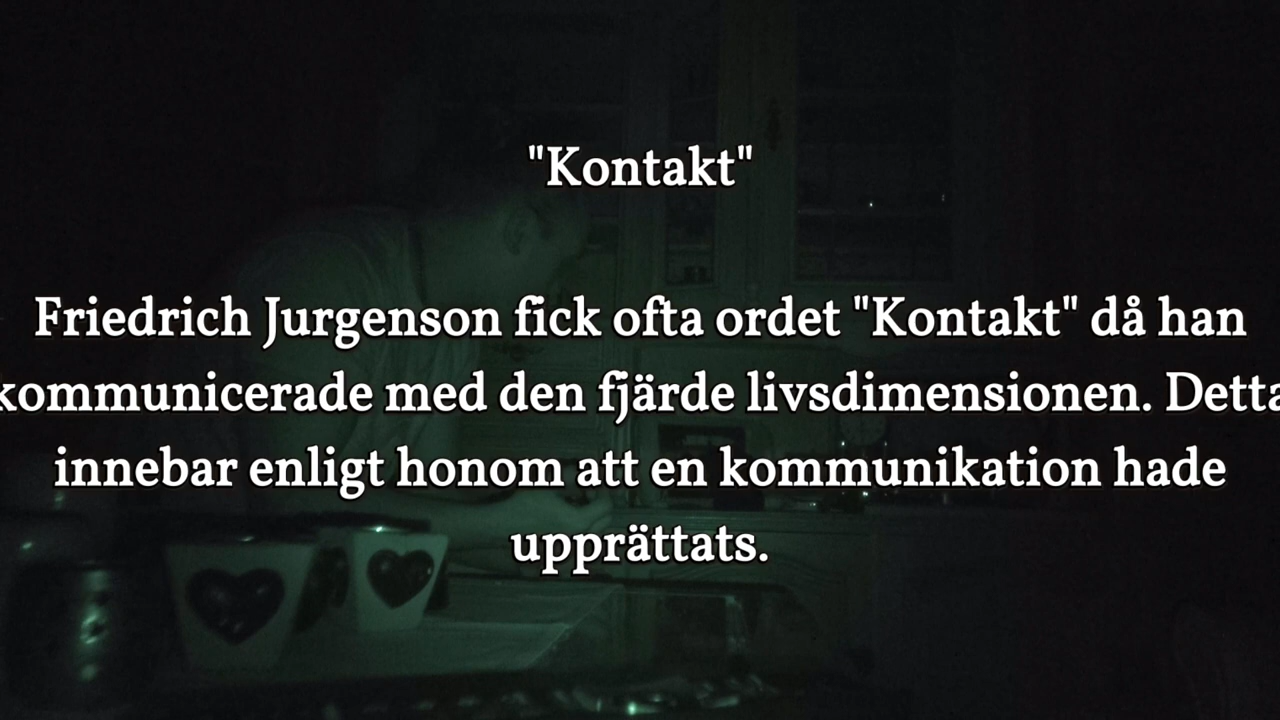 "Kontakt"
Friedrich Jurgenson fick ofta ordet "Kontakt" då han
kommunicerade med den fjärde livsdimensionen. Detta
innebar enligt honom att en kommunikation hade
upprättats.